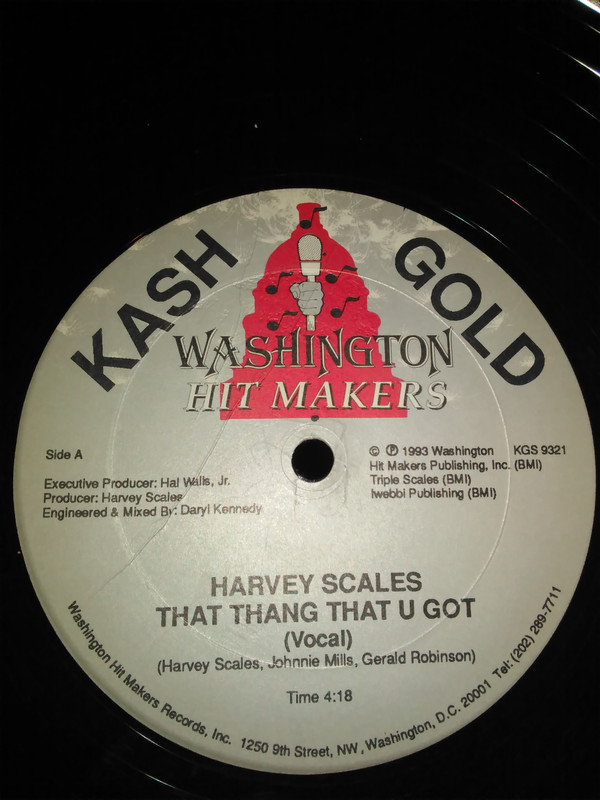 KASH GOLD
WASHINGTON
HIT MAKERS
Side A
Executive Producer: Hal Walls, Jr.
Producer: Harvey Scales
Engineered & Mixed By: Daryl Kennedy
© ℗ 1993 Washington KGS 9321
Hit Makers Publishing, Inc. (BMI)
Triple Scales (BMI)
Iwebbi Publishing (BMI)
HARVEY SCALES
THAT THANG THAT U GOT
(Vocal)
(Harvey Scales, Johnnie Mills, Gerald Robinson)
Time 4:18
Washington Hit Makers Records, Inc. 1250 9th Street, NW, Washington, D.C. 20001 Tel: (202) 289-7711